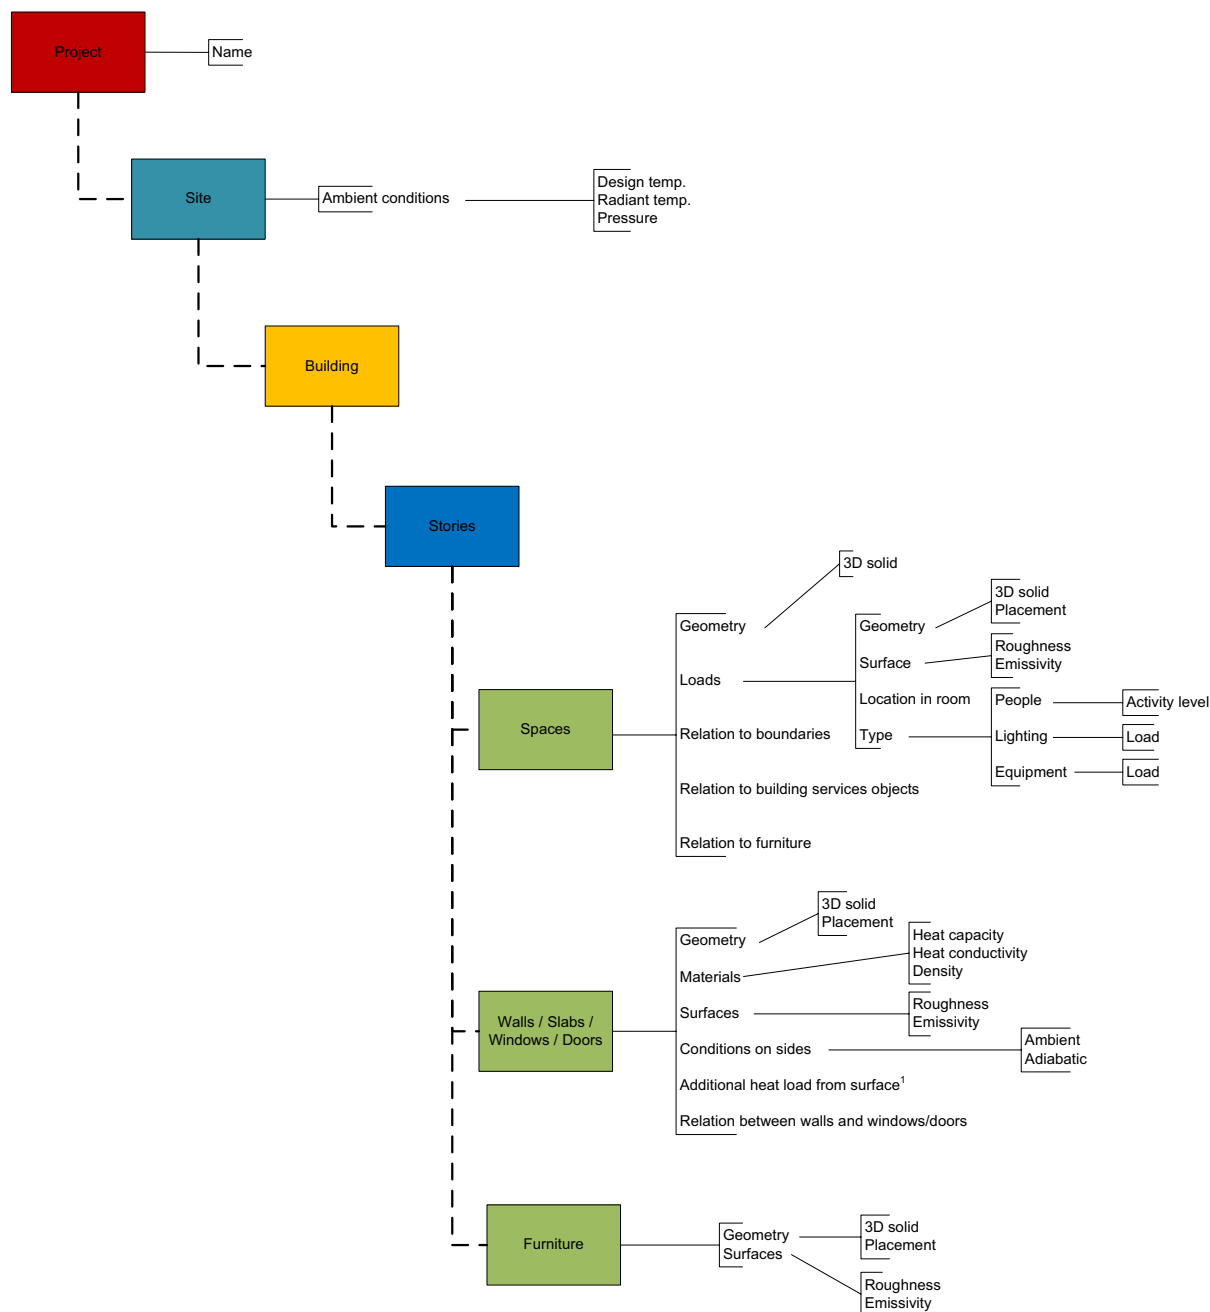 Project
Name
Site
Ambient conditions
Design temp.
Radiant temp.
Pressure
Building
Stories
Spaces
Geometry
3D solid
Loads
Geometry
3D solid
Placement
Surface
Roughness
Emissivity
Location in room
Type
People
Activity level
Lighting
Load
Equipment
Load
Relation to boundaries
Relation to building services objects
Relation to furniture
Walls / Slabs /
Windows / Doors
Geometry
3D solid
Placement
Materials
Heat capacity
Heat conductivity
Density
Surfaces
Roughness
Emissivity
Conditions on sides
Ambient
Adiabatic
Additional heat load from surface¹
Relation between walls and windows/doors
Furniture
Geometry
Surfaces
3D solid
Placement
Roughness
Emissivity